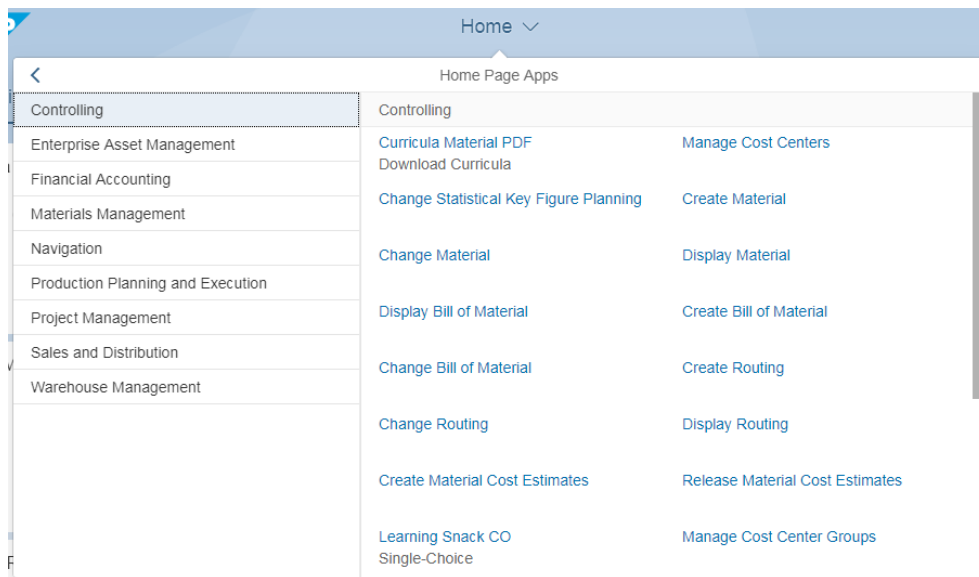 Home
Home Page Apps
Controlling
Enterprise Asset Management
Financial Accounting
Materials Management
Navigation
Production Planning and Execution
Project Management
Sales and Distribution
Warehouse Management
Controlling
Curricula Material PDF
Download Curricula
Manage Cost Centers
Change Statistical Key Figure Planning
Create Material
Change Material
Display Material
Display Bill of Material
Create Bill of Material
Change Bill of Material
Create Routing
Change Routing
Display Routing
Create Material Cost Estimates
Release Material Cost Estimates
Learning Snack CO
Single-Choice
Manage Cost Center Groups